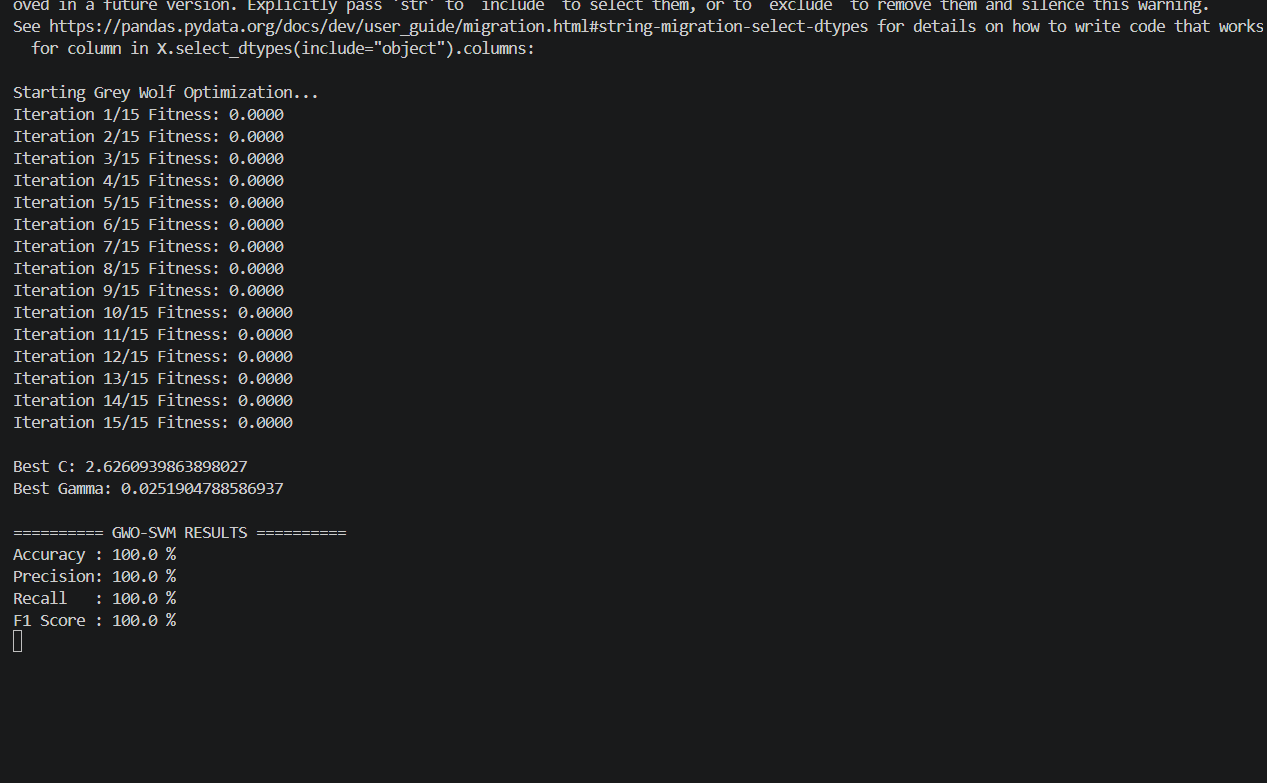 oved in a future version. Explicitly pass 'str' to `include` to select them, or to `exclude` to remove them and silence this warning.
See https://pandas.pydata.org/docs/dev/user_guide/migration.html#string-migration-select-dtypes for details on how to write code that works
  for column in X.select_dtypes(include="object").columns:

Starting Grey Wolf Optimization...
Iteration 1/15 Fitness: 0.0000
Iteration 2/15 Fitness: 0.0000
Iteration 3/15 Fitness: 0.0000
Iteration 4/15 Fitness: 0.0000
Iteration 5/15 Fitness: 0.0000
Iteration 6/15 Fitness: 0.0000
Iteration 7/15 Fitness: 0.0000
Iteration 8/15 Fitness: 0.0000
Iteration 9/15 Fitness: 0.0000
Iteration 10/15 Fitness: 0.0000
Iteration 11/15 Fitness: 0.0000
Iteration 12/15 Fitness: 0.0000
Iteration 13/15 Fitness: 0.0000
Iteration 14/15 Fitness: 0.0000
Iteration 15/15 Fitness: 0.0000

Best C: 2.6260939863898027
Best Gamma: 0.0251904788586937

========== GWO-SVM RESULTS ==========
Accuracy : 100.0 %
Precision: 100.0 %
Recall   : 100.0 %
F1 Score : 100.0 %